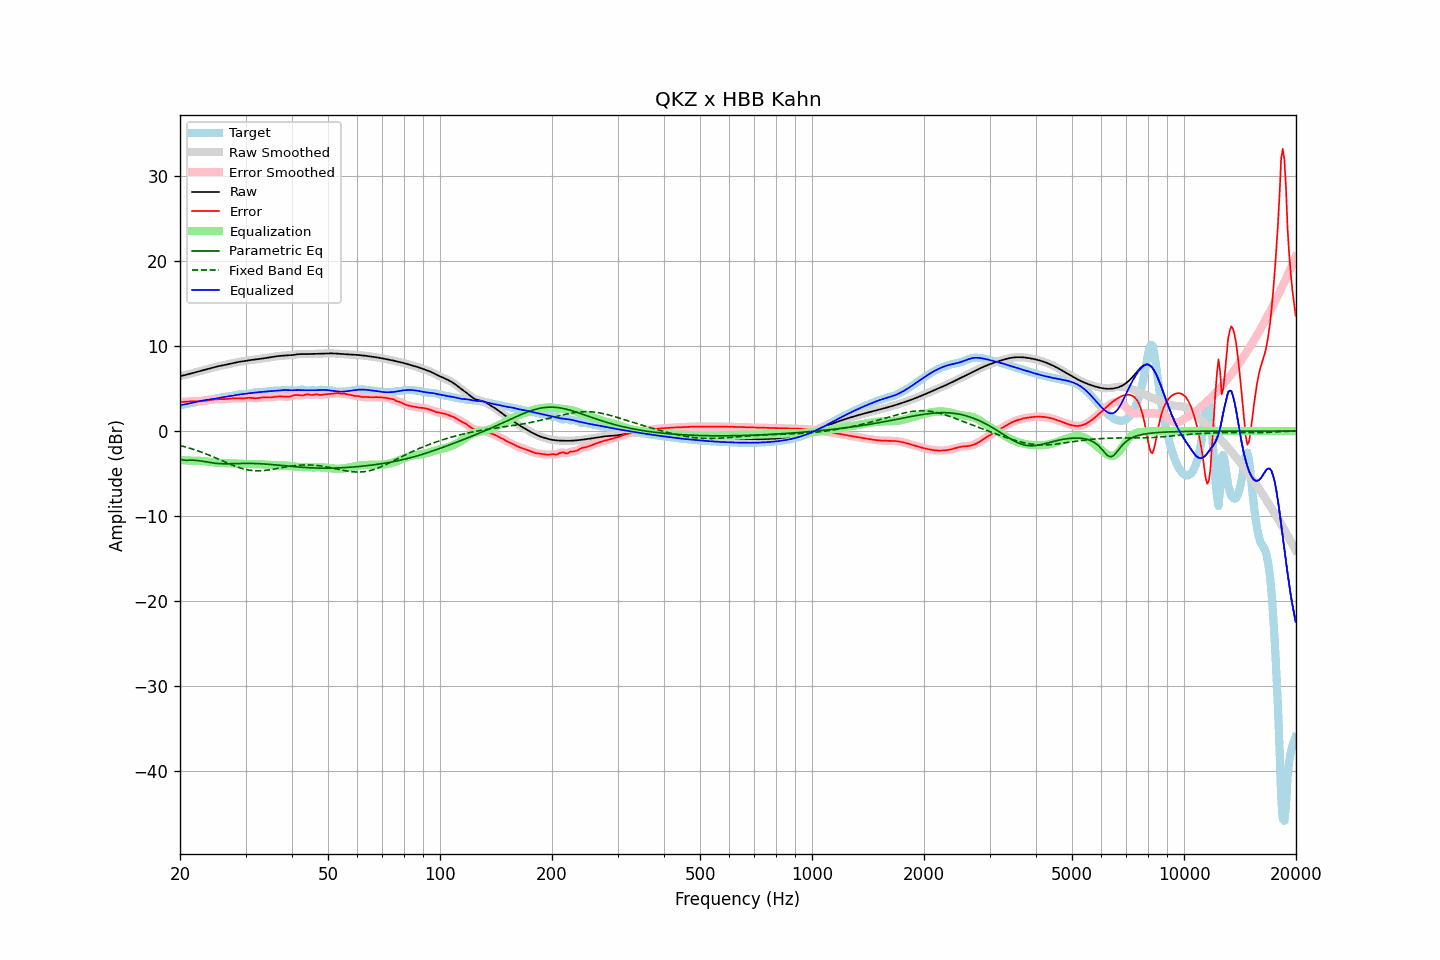 QKZ x HBB Kahn
Target
Raw Smoothed
Error Smoothed
Raw
Error
Equalization
Parametric Eq
Fixed Band Eq
Equalized
30
20
10
0
−10
−20
−30
−40
Amplitude (dBr)
20 50 100 200 500 1000 2000 5000 10000 20000
Frequency (Hz)